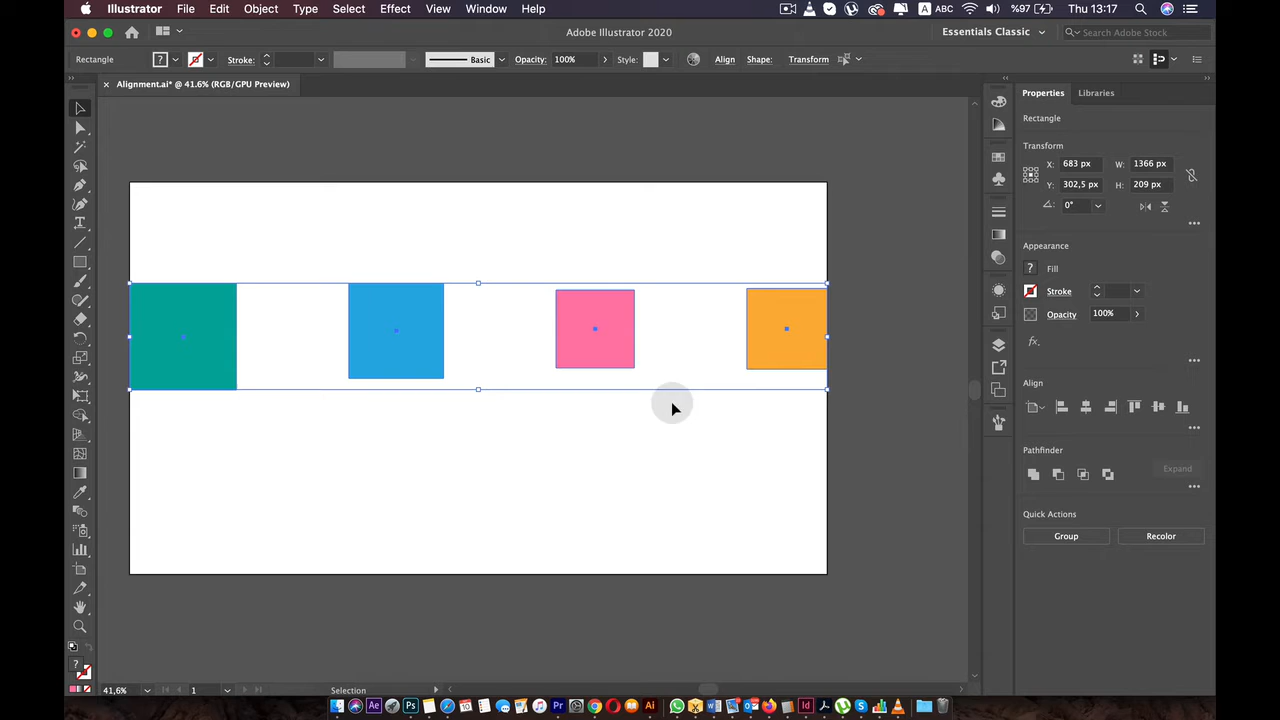 Illustrator File Edit Object Type Select Effect View Window Help ABC %97 Thu 13:17
Adobe Illustrator 2020 Essentials Classic Search Adobe Stock
Rectangle Stroke: Basic Opacity: 100% Style: Align Shape: Transform
× Alignment.ai* @ 41,6% (RGB/GPU Preview)
Properties Libraries
Rectangle
Transform
X: 683 px W: 1366 px
Y: 302,5 px H: 209 px
0°
Appearance
? Fill
Stroke
Opacity 100%
fx.
Align
Pathfinder
Expand
Quick Actions
Group Recolor
41,6% 1 Selection